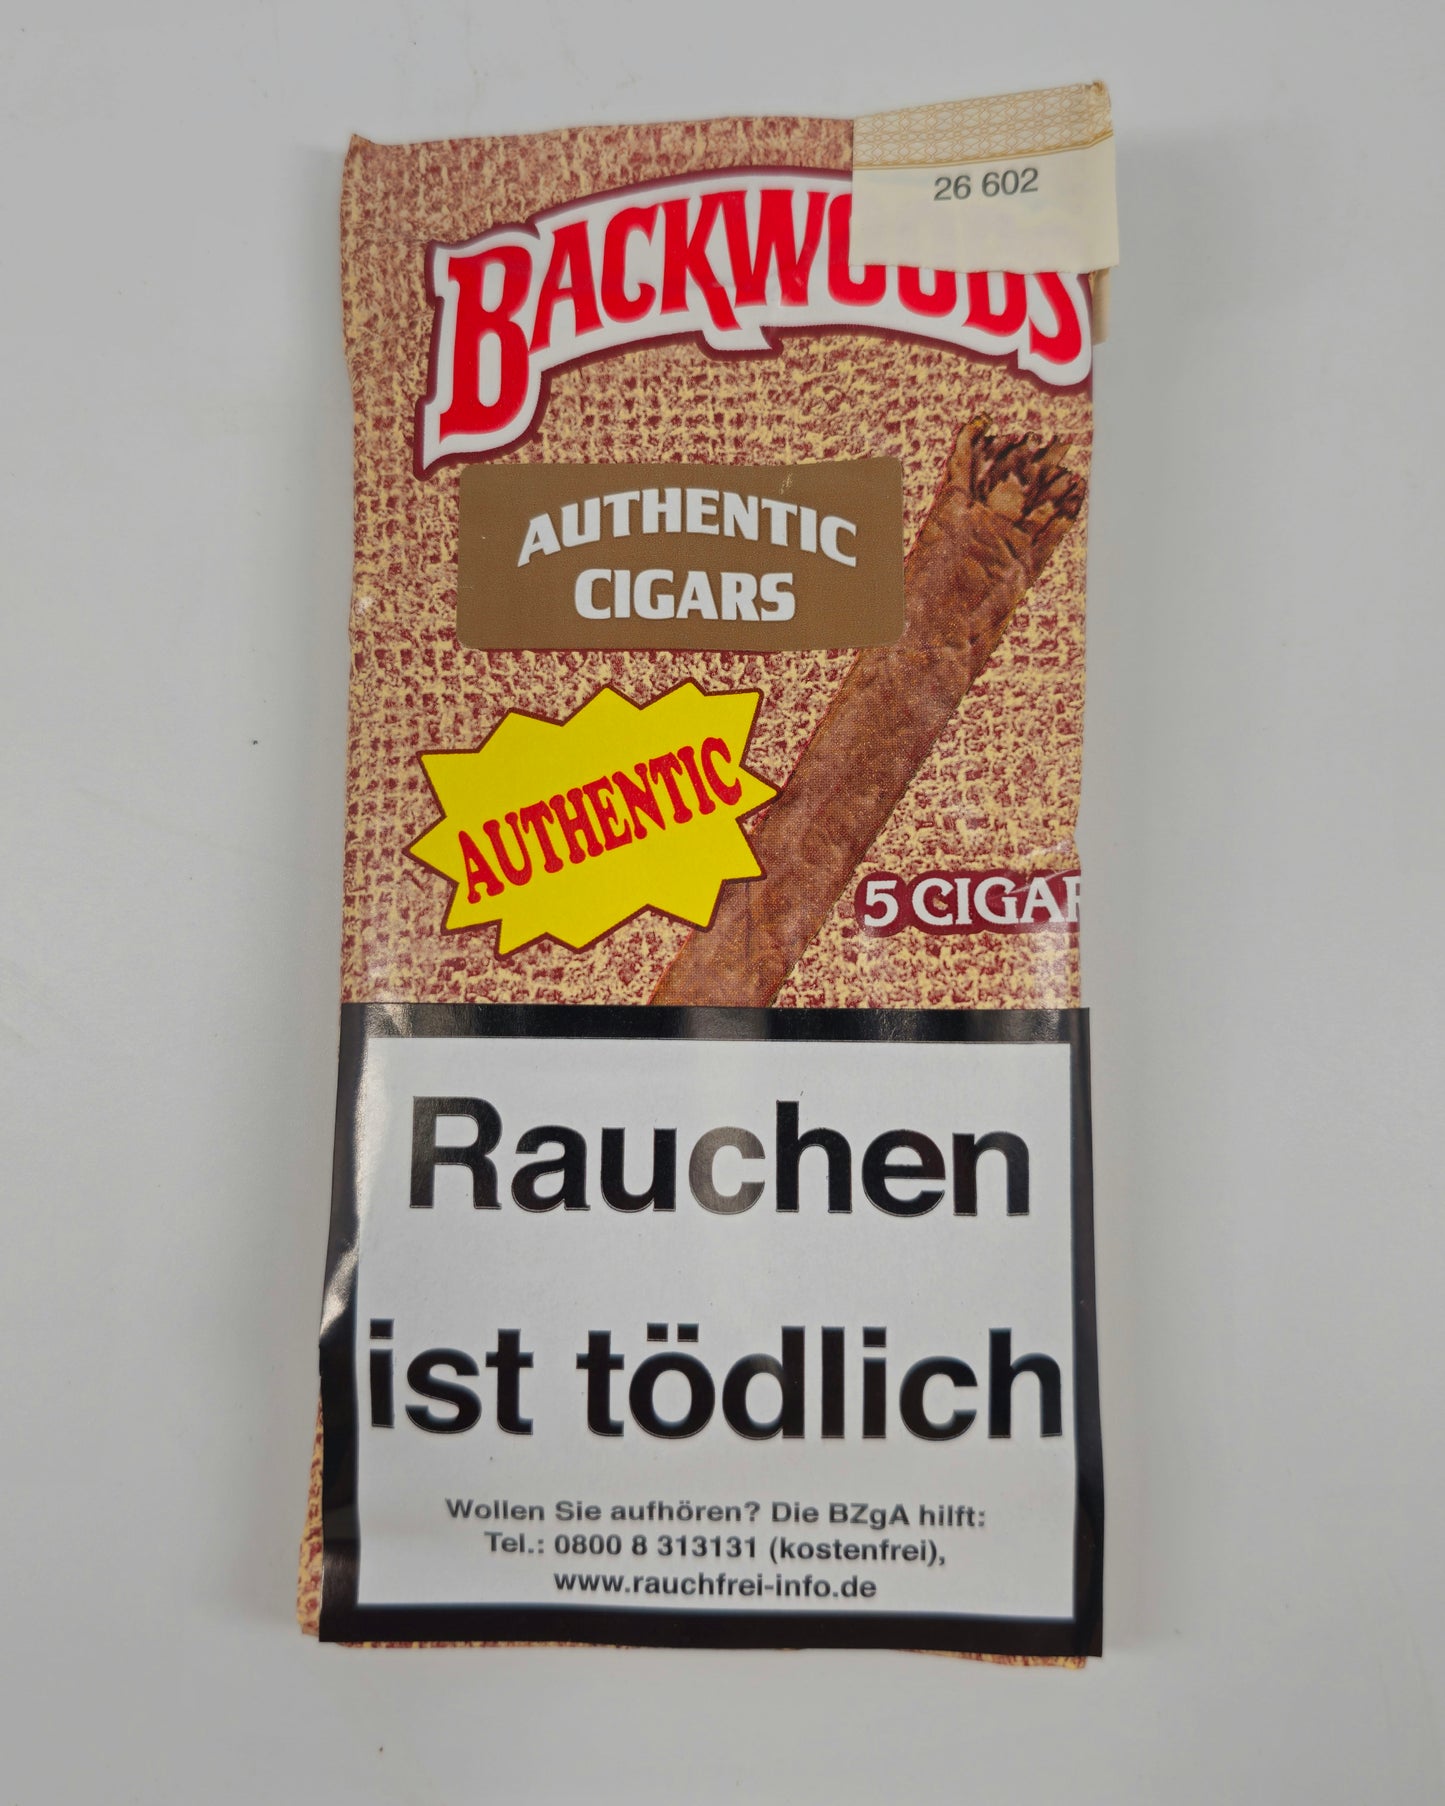 26 602
BACKWOODS
AUTHENTIC
CIGARS
AUTHENTIC
5 CIGAR
Rauchen
ist tödlich
Wollen Sie aufhören? Die BZgA hilft:
Tel.: 0800 8 313131 (kostenfrei),
www.rauchfrei-info.de